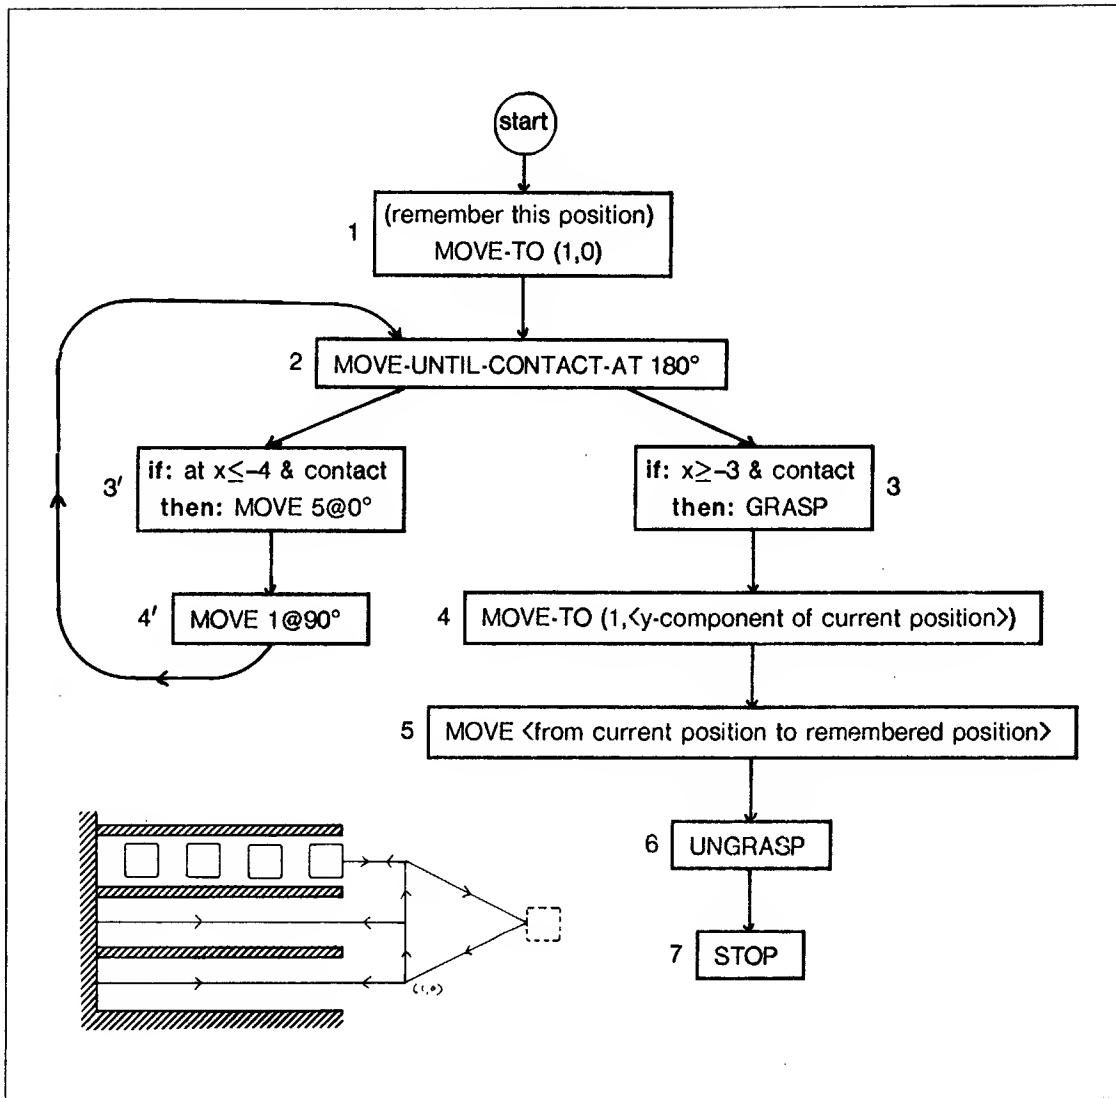 start
1
(remember this position)
MOVE-TO (1,0)
2
MOVE-UNTIL-CONTACT-AT 180°
3′
if: at x≤-4 & contact
then: MOVE 5@0°
if: x≥-3 & contact
then: GRASP
3
4′
MOVE 1@90°
4
MOVE-TO (1,<y-component of current position>)
5
MOVE <from current position to remembered position>
6
UNGRASP
7
STOP
(1,0)